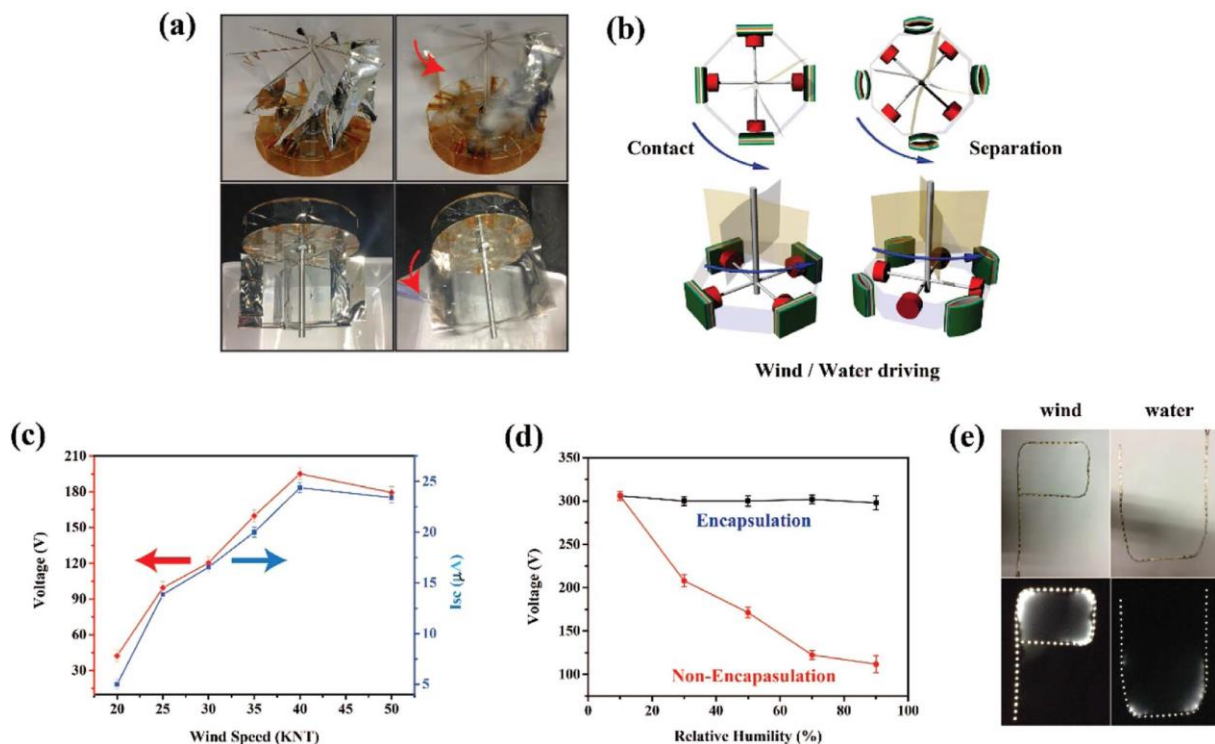 (a)
(b)
Contact
Separation
Wind / Water driving
(c)
210
180
150
120
90
60
30
Voltage (V)
25
20
15
10
5
Isc (μA)
20 25 30 35 40 45 50
Wind Speed (KNT)
(d)
350
300
250
200
150
100
Voltage (V)
Encapsulation
Non-Encapasulation
0 20 40 60 80 100
Relative Humility (%)
(e)
wind water